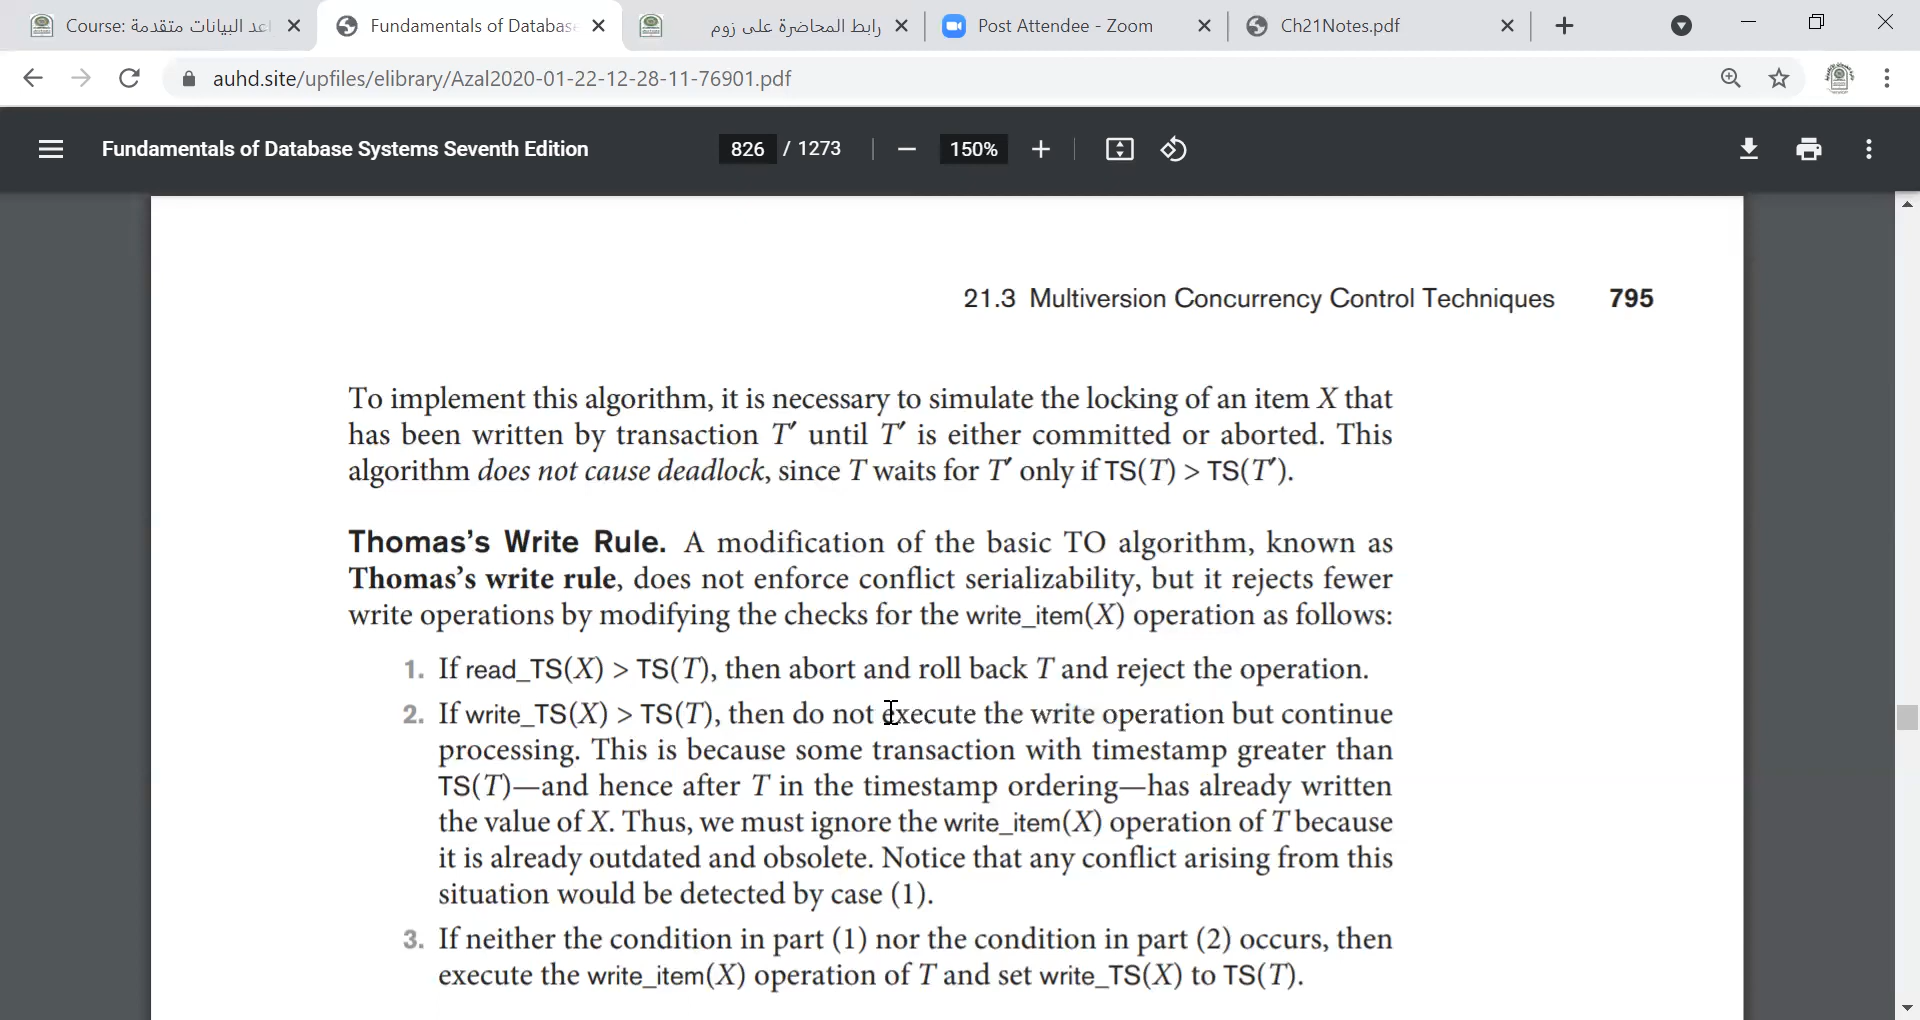 Course: قواعد البيانات متقدمة
Fundamentals of Database
رابط المحاضرة على زوم
Post Attendee - Zoom
Ch21Notes.pdf
auhd.site/upfiles/elibrary/Azal2020-01-22-12-28-11-76901.pdf
Fundamentals of Database Systems Seventh Edition
826 / 1273
150%
21.3 Multiversion Concurrency Control Techniques 795
To implement this algorithm, it is necessary to simulate the locking of an item X that
has been written by transaction T′ until T′ is either committed or aborted. This
algorithm does not cause deadlock, since T waits for T′ only if TS(T) > TS(T′).
Thomas’s Write Rule. A modification of the basic TO algorithm, known as
Thomas’s write rule, does not enforce conflict serializability, but it rejects fewer
write operations by modifying the checks for the write_item(X) operation as follows:
1. If read_TS(X) > TS(T), then abort and roll back T and reject the operation.
2. If write_TS(X) > TS(T), then do not execute the write operation but continue
processing. This is because some transaction with timestamp greater than
TS(T)—and hence after T in the timestamp ordering—has already written
the value of X. Thus, we must ignore the write_item(X) operation of T because
it is already outdated and obsolete. Notice that any conflict arising from this
situation would be detected by case (1).
3. If neither the condition in part (1) nor the condition in part (2) occurs, then
execute the write_item(X) operation of T and set write_TS(X) to TS(T).